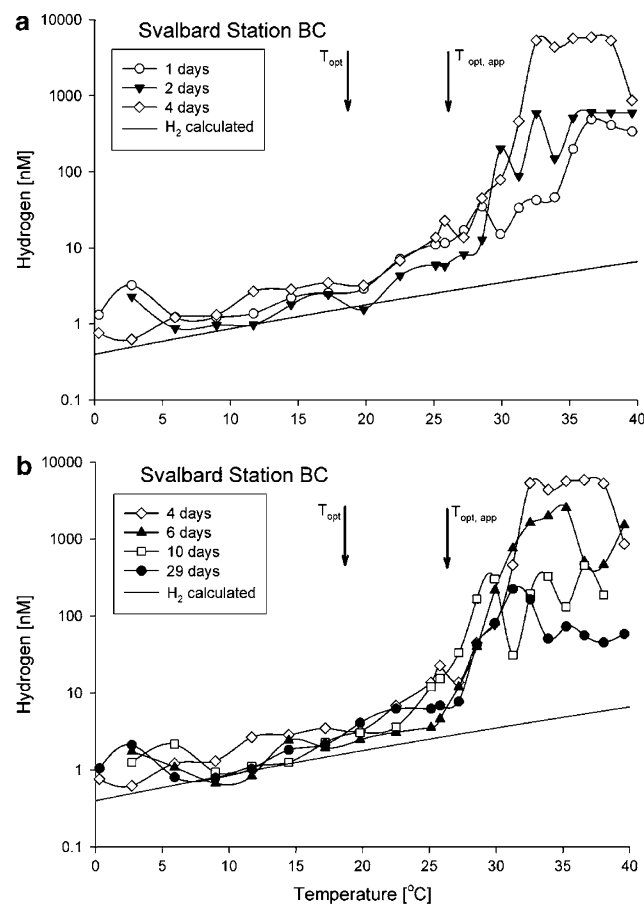 a
Svalbard Station BC
1 days
2 days
4 days
H2 calculated
Topt
Topt, app
Hydrogen [nM]
10000
1000
100
10
1
0.1
0 5 10 15 20 25 30 35 40
b
Svalbard Station BC
4 days
6 days
10 days
29 days
H2 calculated
Topt
Topt, app
Hydrogen [nM]
10000
1000
100
10
1
0.1
0 5 10 15 20 25 30 35 40
Temperature [°C]